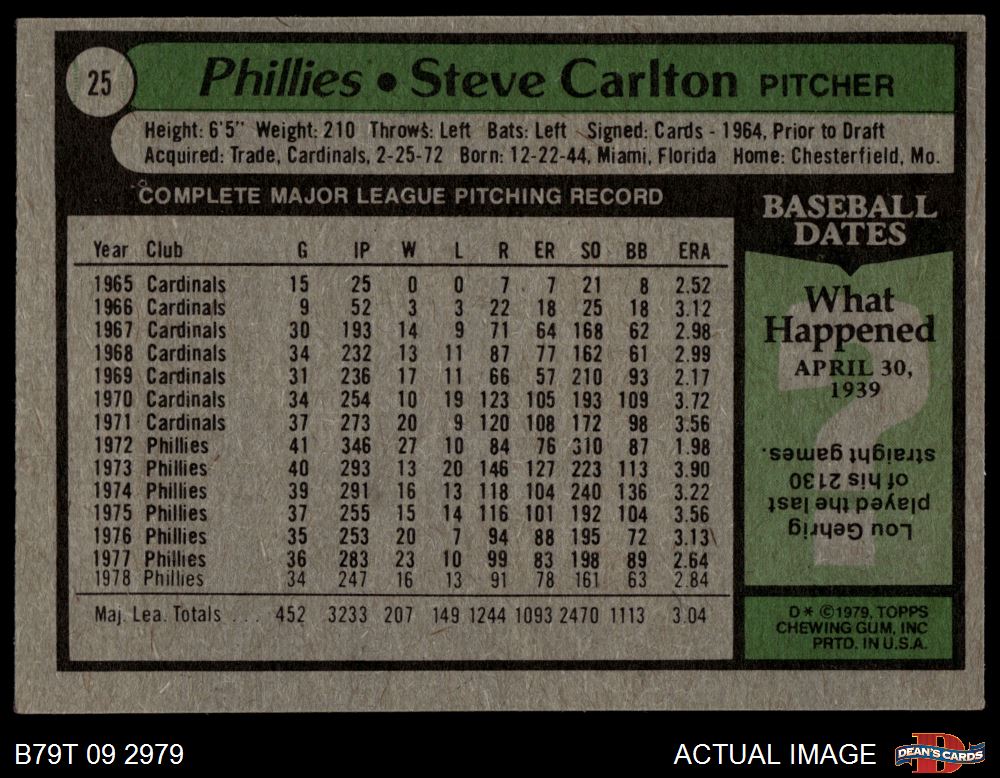 25
Phillies • Steve Carlton PITCHER
Height: 6'5" Weight: 210 Throws: Left Bats: Left Signed: Cards - 1964, Prior to Draft
Acquired: Trade, Cardinals, 2-25-72 Born: 12-22-44, Miami, Florida Home: Chesterfield, Mo.
COMPLETE MAJOR LEAGUE PITCHING RECORD
Year Club G IP W L R ER SO BB ERA
1965 Cardinals 15 25 0 0 7 7 21 8 2.52
1966 Cardinals 9 52 3 3 22 18 25 18 3.12
1967 Cardinals 30 193 14 9 71 64 168 62 2.98
1968 Cardinals 34 232 13 11 87 77 162 61 2.99
1969 Cardinals 31 236 17 11 66 57 210 93 2.17
1970 Cardinals 34 254 10 19 123 105 193 109 3.72
1971 Cardinals 37 273 20 9 120 108 172 98 3.56
1972 Phillies 41 346 27 10 84 76 310 87 1.98
1973 Phillies 40 293 13 20 146 127 223 113 3.90
1974 Phillies 39 291 16 13 118 104 240 136 3.22
1975 Phillies 37 255 15 14 116 101 192 104 3.56
1976 Phillies 35 253 20 7 94 88 195 72 3.13
1977 Phillies 36 283 23 10 99 83 198 89 2.64
1978 Phillies 34 247 16 13 91 78 161 63 2.84
Maj. Lea. Totals . . . 452 3233 207 149 1244 1093 2470 1113 3.04
BASEBALL
DATES
What
Happened
APRIL 30,
1939
Lou Gehrig
played the last
of his 2130
straight games.
D* ©1979, TOPPS
CHEWING GUM, INC
PRTD. IN U.S.A.
B79T 09 2979
ACTUAL IMAGE
DEAN'S CARDS